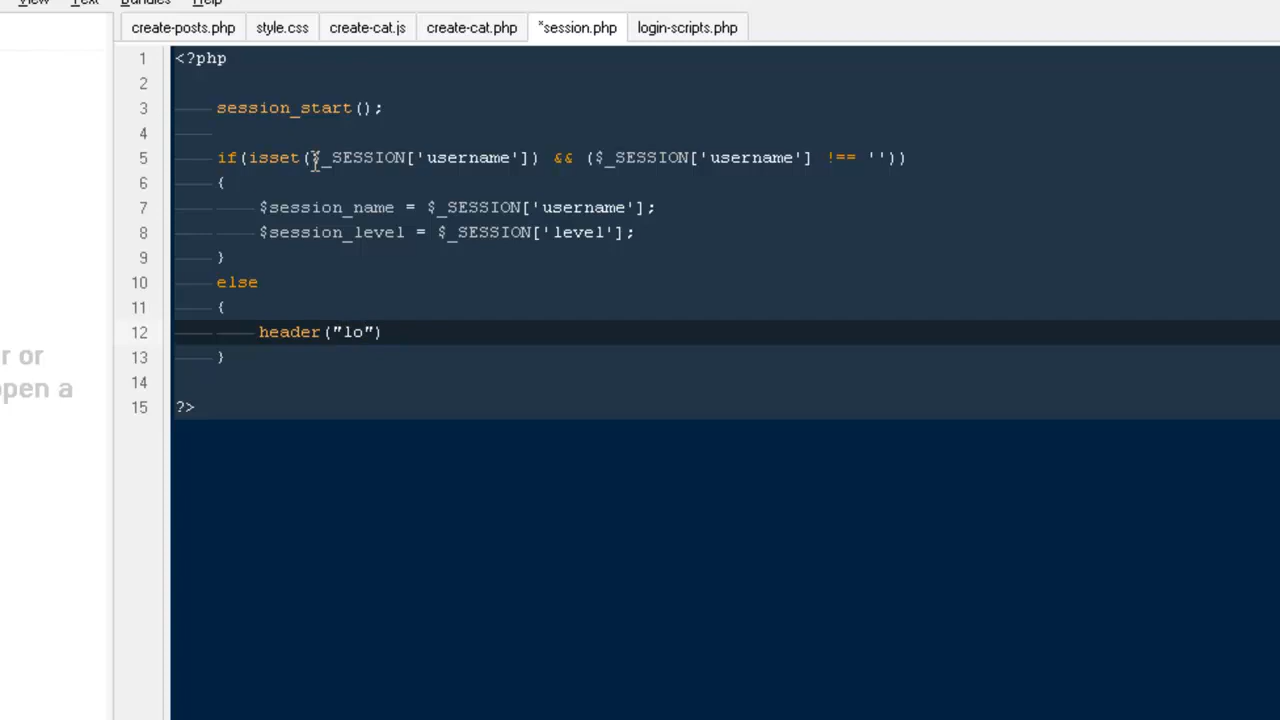 View Text Bundles Help
create-posts.php style.css create-cat.js create-cat.php *session.php login-scripts.php
1 <?php
2
3 session_start();
4
5 if(isset($_SESSION['username']) && ($_SESSION['username'] !== ''))
6 {
7 $session_name = $_SESSION['username'];
8 $session_level = $_SESSION['level'];
9 }
10 else
11 {
12 header("lo")
13 }
14
15 ?>
r or
open a